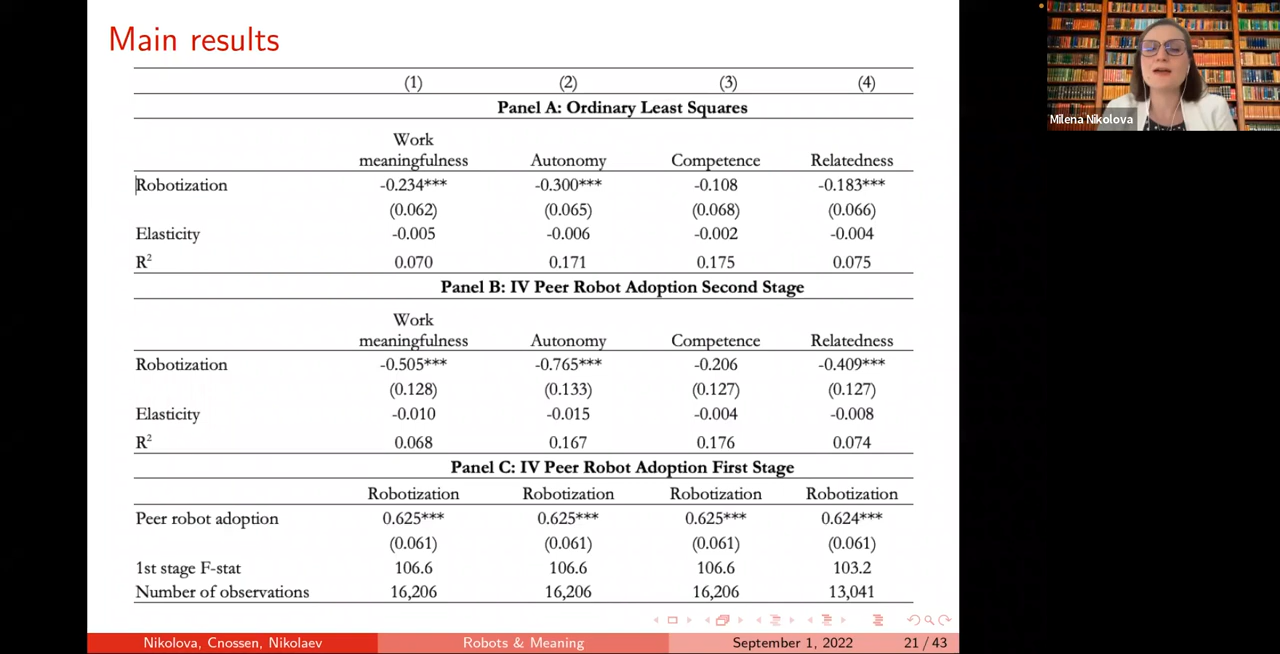 Main results
(1) (2) (3) (4)
Panel A: Ordinary Least Squares
Work
meaningfulness Autonomy Competence Relatedness
Robotization -0.234*** -0.300*** -0.108 -0.183***
(0.062) (0.065) (0.068) (0.066)
Elasticity -0.005 -0.006 -0.002 -0.004
R² 0.070 0.171 0.175 0.075
Panel B: IV Peer Robot Adoption Second Stage
Work
meaningfulness Autonomy Competence Relatedness
Robotization -0.505*** -0.765*** -0.206 -0.409***
(0.128) (0.133) (0.127) (0.127)
Elasticity -0.010 -0.015 -0.004 -0.008
R² 0.068 0.167 0.176 0.074
Panel C: IV Peer Robot Adoption First Stage
Robotization Robotization Robotization Robotization
Peer robot adoption 0.625*** 0.625*** 0.625*** 0.624***
(0.061) (0.061) (0.061) (0.061)
1st stage F-stat 106.6 106.6 106.6 103.2
Number of observations 16,206 16,206 16,206 13,041
Nikolova, Cnossen, Nikolaev Robots & Meaning September 1, 2022 21 / 43
Milena Nikolova